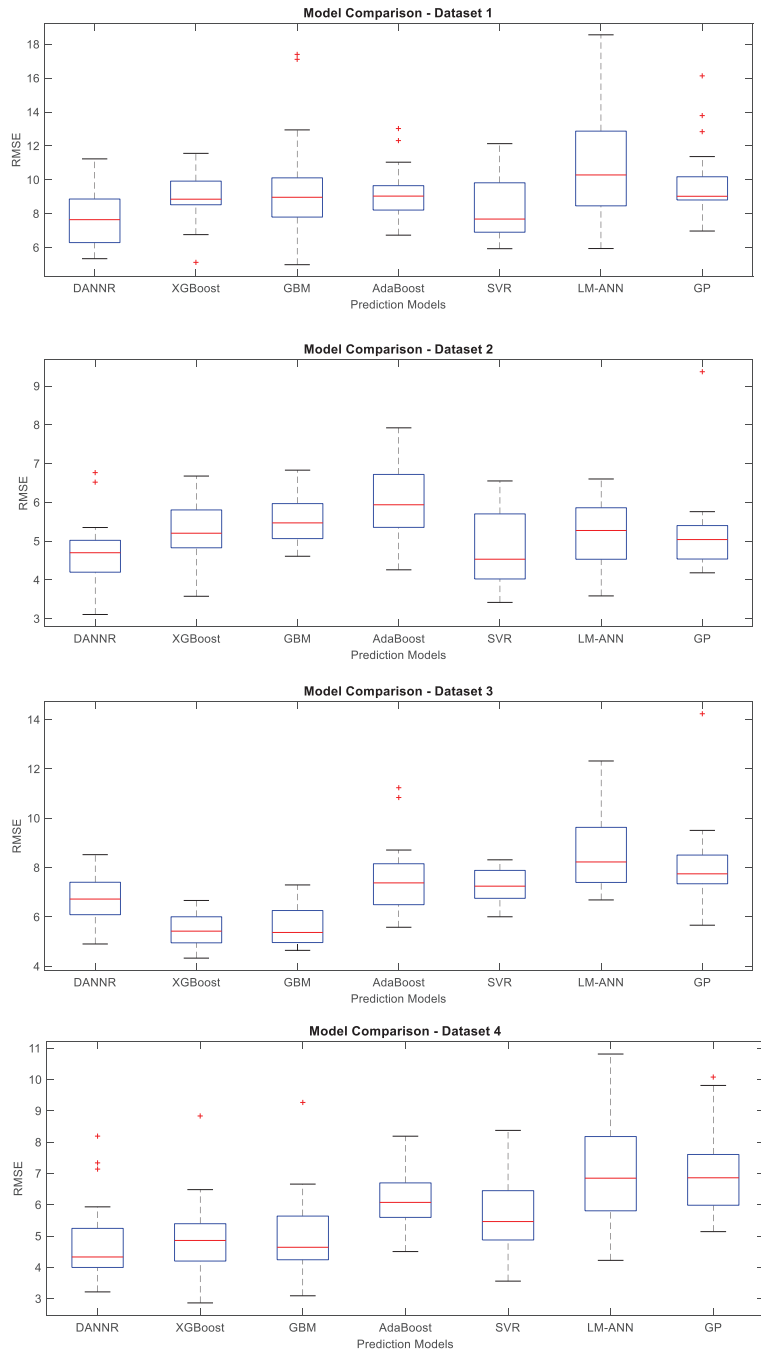 Model Comparison - Dataset 1
18
16
14
12
10
8
6
RMSE
DANNR XGBoost GBM AdaBoost SVR LM-ANN GP
Prediction Models
Model Comparison - Dataset 2
9
8
7
6
5
4
3
RMSE
DANNR XGBoost GBM AdaBoost SVR LM-ANN GP
Prediction Models
Model Comparison - Dataset 3
14
12
10
8
6
4
RMSE
DANNR XGBoost GBM AdaBoost SVR LM-ANN GP
Prediction Models
Model Comparison - Dataset 4
11
10
9
8
7
6
5
4
3
RMSE
DANNR XGBoost GBM AdaBoost SVR LM-ANN GP
Prediction Models